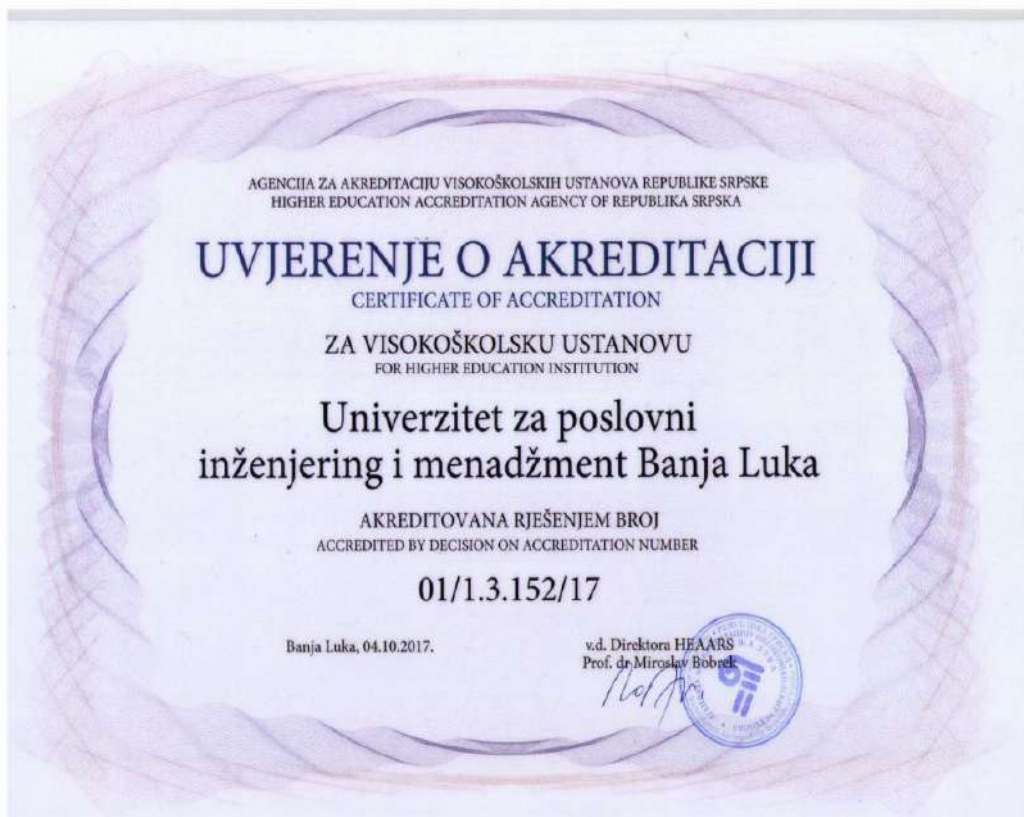 AGENCIJA ZA AKREDITACIJU VISOKOŠKOLSKIH USTANOVA REPUBLIKE SRPSKE
HIGHER EDUCATION ACCREDITATION AGENCY OF REPUBLIKA SRPSKA
UVJERENJE O AKREDITACIJI
CERTIFICATE OF ACCREDITATION
ZA VISOKOŠKOLSKU USTANOVU
FOR HIGHER EDUCATION INSTITUTION
Univerzitet za poslovni
inženjering i menadžment Banja Luka
AKREDITOVANA RJEŠENJEM BROJ
ACCREDITED BY DECISION ON ACCREDITATION NUMBER
01/1.3.152/17
Banja Luka, 04.10.2017.
v.d. Direktora HEAARS
Prof. dr Miroslav Bobrek